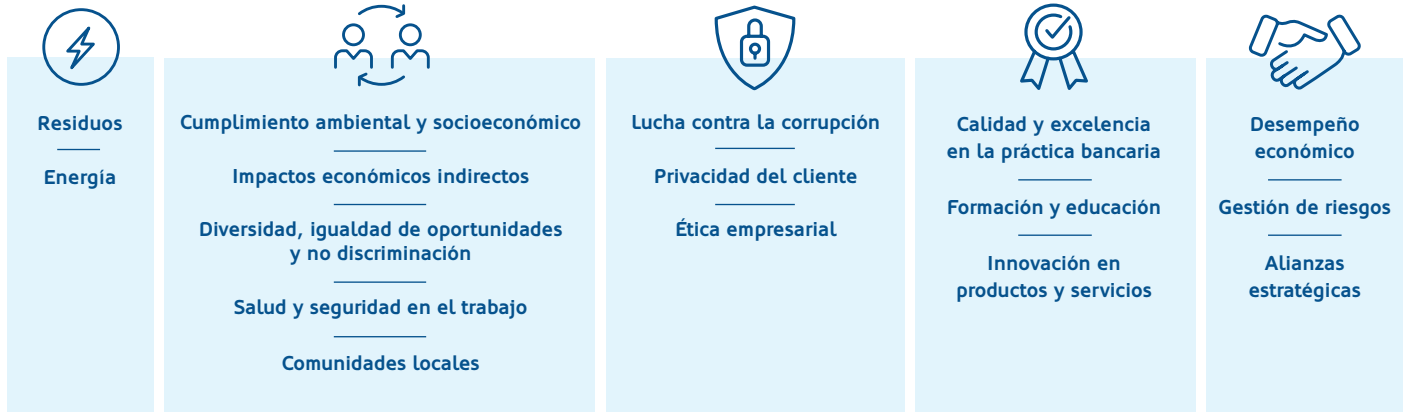 Residuos
Energía
Cumplimiento ambiental y socioeconómico
Impactos económicos indirectos
Diversidad, igualdad de oportunidades
y no discriminación
Salud y seguridad en el trabajo
Comunidades locales
Lucha contra la corrupción
Privacidad del cliente
Ética empresarial
Calidad y excelencia
en la práctica bancaria
Formación y educación
Innovación en
productos y servicios
Desempeño
económico
Gestión de riesgos
Alianzas
estratégicas